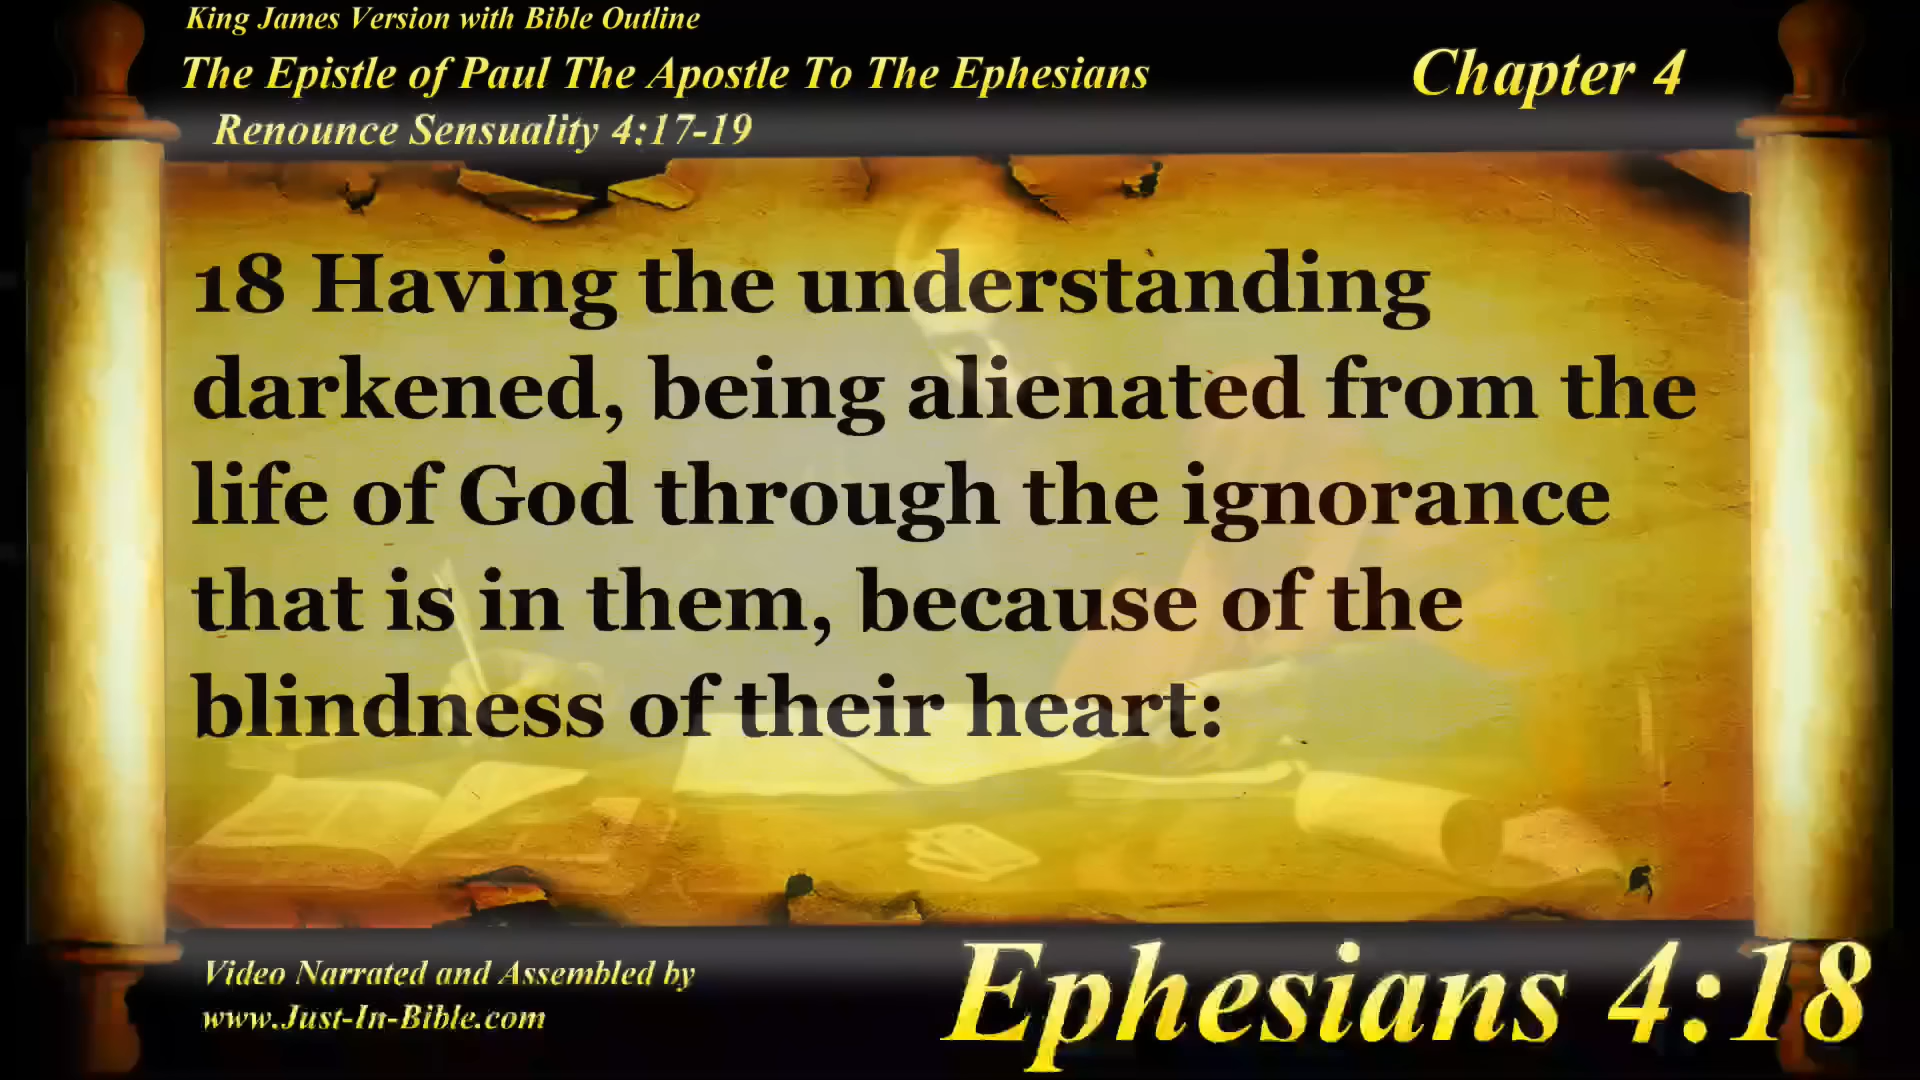 King James Version with Bible Outline
The Epistle of Paul The Apostle To The Ephesians
Chapter 4
Renounce Sensuality 4:17-19
18 Having the understanding
darkened, being alienated from the
life of God through the ignorance
that is in them, because of the
blindness of their heart:
Video Narrated and Assembled by
www.Just-In-Bible.com
Ephesians 4:18